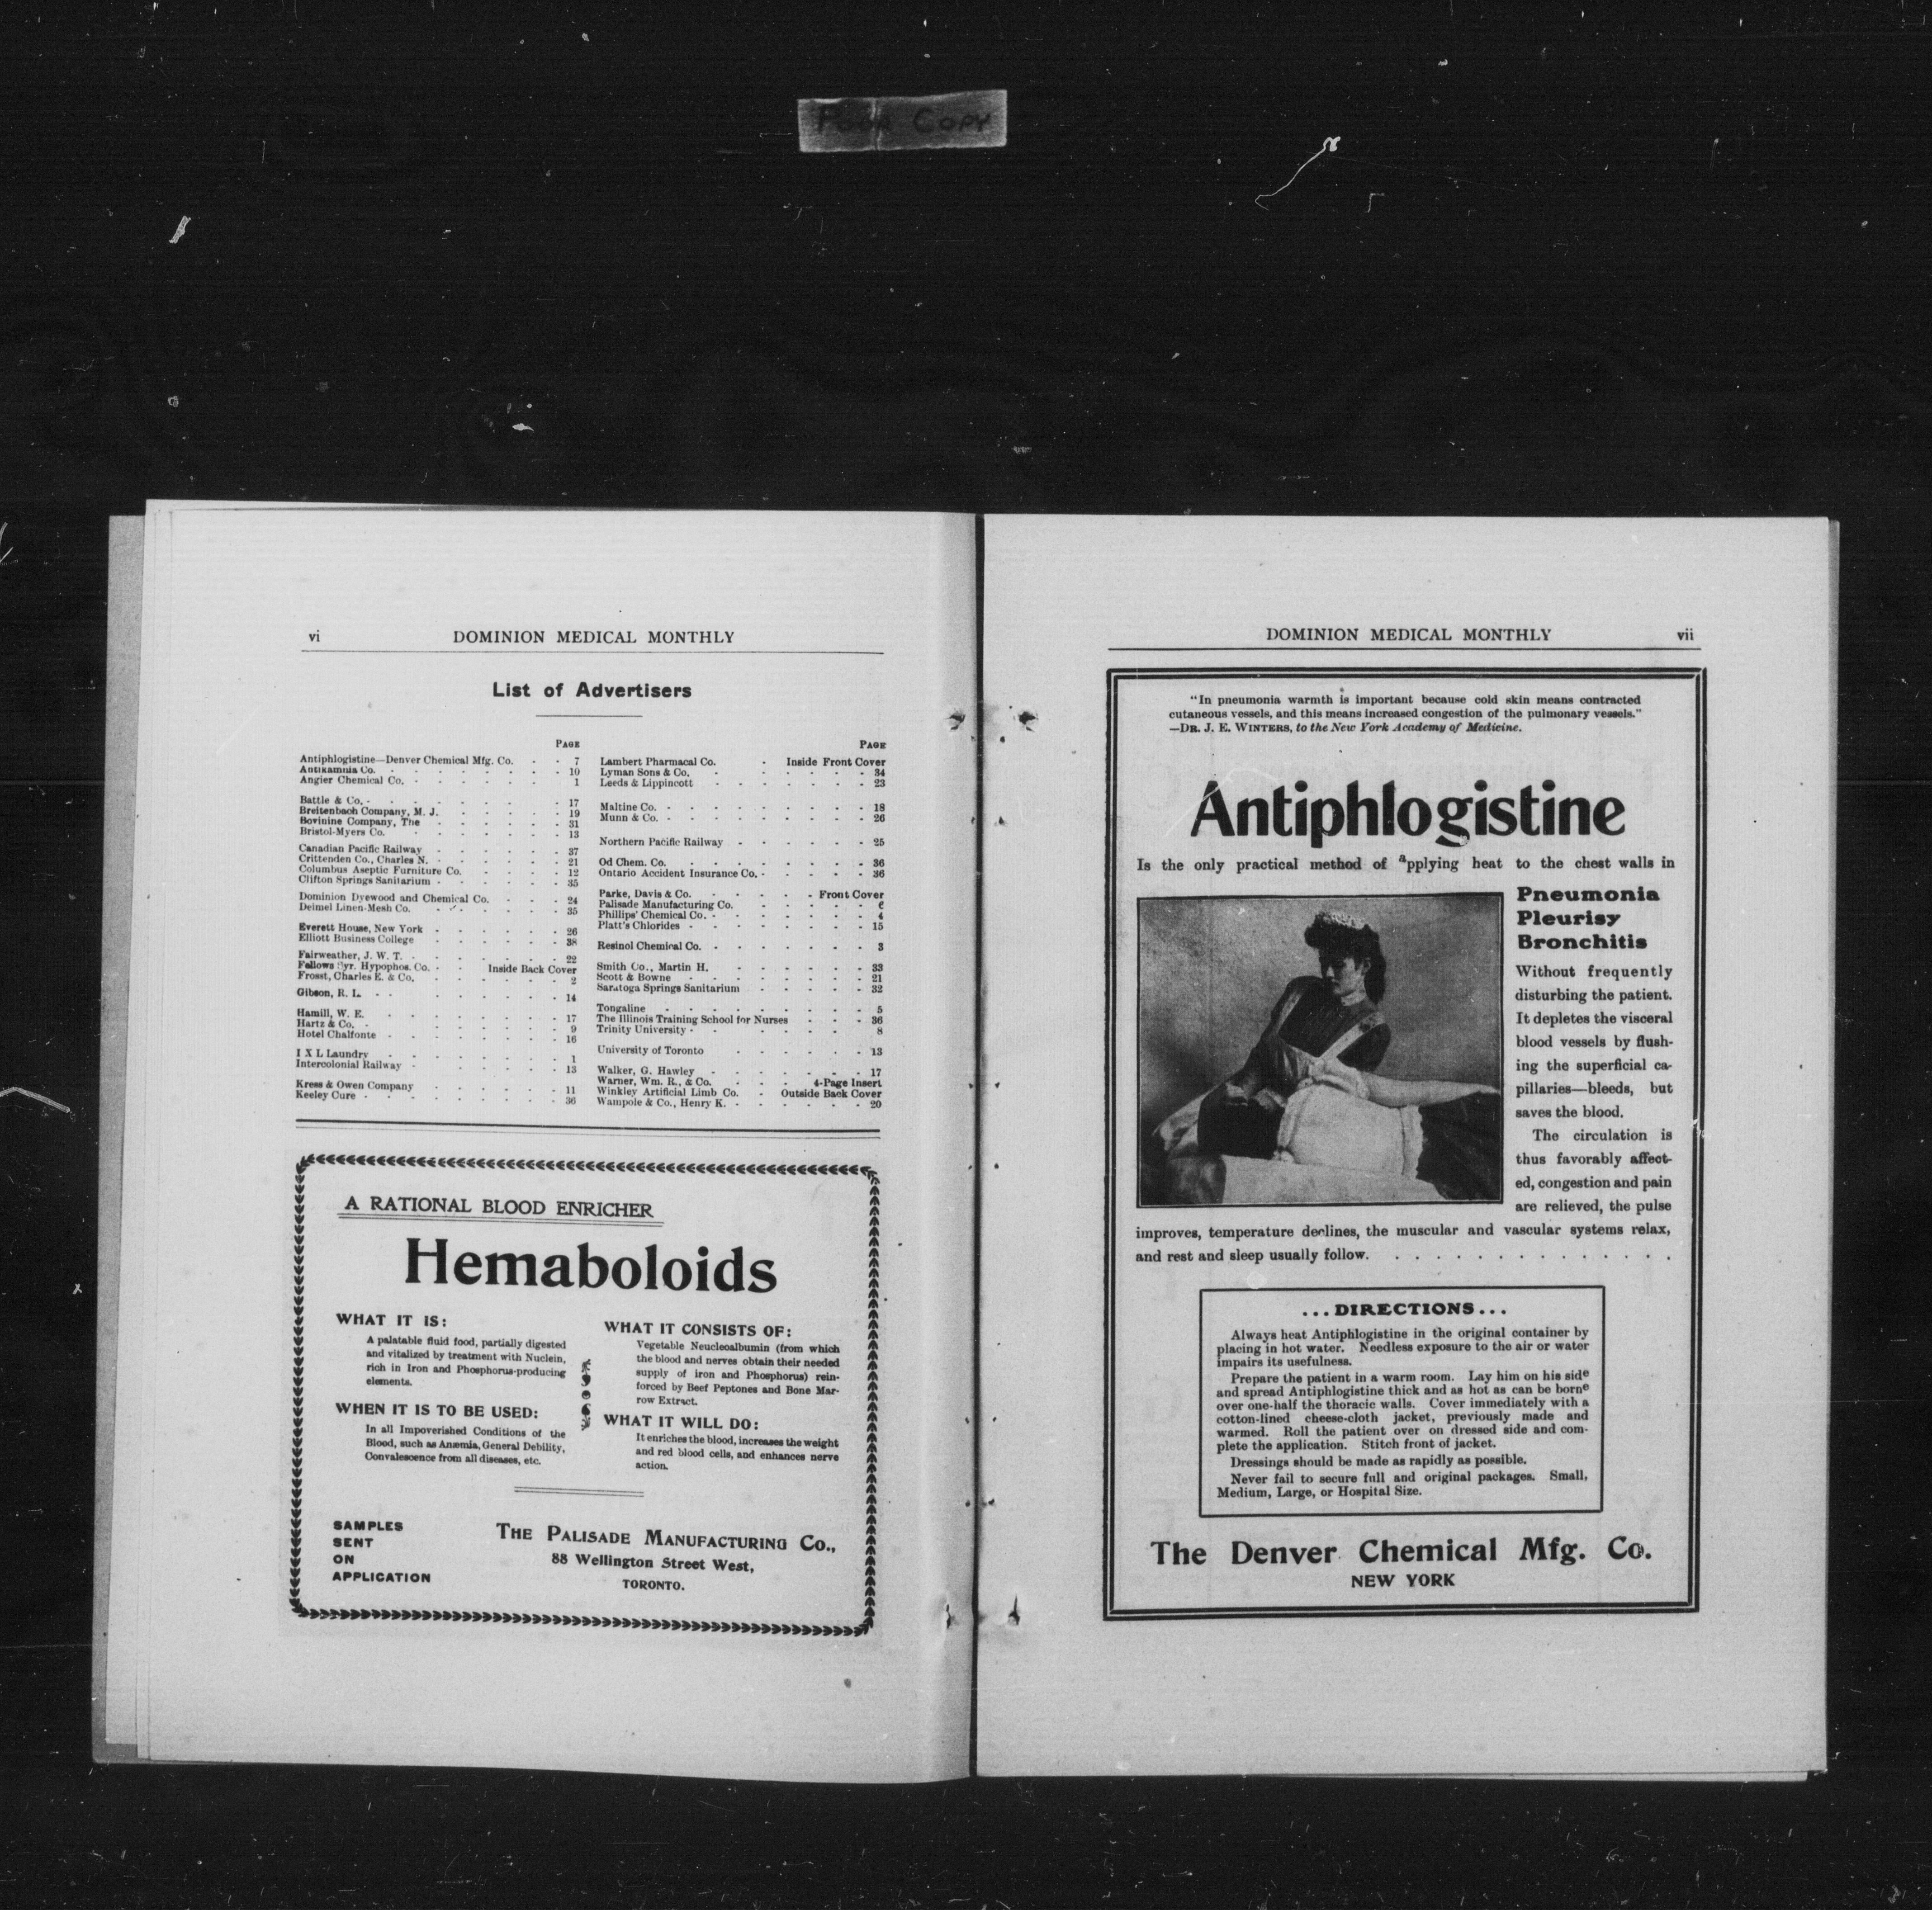 POOR COPY
vi DOMINION MEDICAL MONTHLY
List of Advertisers
PAGE
Antiphlogistine—Denver Chemical Mfg. Co. - - 7
Antikamnia Co. - - - - - - - - 10
Angier Chemical Co. - - - - - - 1
Battle & Co. - - - - - - - 17
Breitenbach Company, M. J. - - - - - 19
Bovinine Company, The - - - - - - 31
Bristol-Myers Co. - - - - - - 13
Canadian Pacific Railway - - - - - - 37
Crittenden Co., Charles N. - - - - - - 21
Columbus Aseptic Furniture Co. - - - - 12
Clifton Springs Sanitarium - - - - - - 35
Dominion Dyewood and Chemical Co. - - - 24
Deimel Linen-Mesh Co. - - - - - - 35
Everett House, New York - - - - - - 26
Elliott Business College - - - - - - 38
Fairweather, J. W. T. - - - - - - - 22
Fellows Syr. Hypophos. Co. - - Inside Back Cover
Frosst, Charles E. & Co. - - - - - - 2
Gibson, R. L. - - - - - - - - 14
Hamill, W. E. - - - - - - - - 17
Hartz & Co. - - - - - - - 9
Hotel Chalfonte - - - - - - - - 16
I X L Laundry - - - - - - - - 1
Intercolonial Railway - - - - - - - 13
Kress & Owen Company - - - - - - 11
Keeley Cure - - - - - - - - - 36
PAGE
Lambert Pharmacal Co. - Inside Front Cover
Lyman Sons & Co. - - - - - - 34
Leeds & Lippincott - - - - - - - 23
Maltine Co. - - - - - - - - - 18
Munn & Co. - - - - - - - - - 26
Northern Pacific Railway - - - - - - 25
Od Chem. Co. - - - - - - - - 36
Ontario Accident Insurance Co. - - - - - 36
Parke, Davis & Co. - - - - - Front Cover
Palisade Manufacturing Co. - - - - - 6
Phillips' Chemical Co. - - - - - - - 4
Platt's Chlorides - - - - - - - - 15
Resinol Chemical Co. - - - - - - - 3
Smith Co., Martin H. - - - - - - 33
Scott & Bowne - - - - - - - - 21
Saratoga Springs Sanitarium - - - - - 32
Tongaline - - - - - - - - - 5
The Illinois Training School for Nurses - - - 36
Trinity University - - - - - - - 8
University of Toronto - - - - - - 13
Walker, G. Hawley - - - - - - - 17
Warner, Wm. R., & Co. - - - 4-Page Insert
Winkley Artificial Limb Co. - Outside Back Cover
Wampole & Co., Henry K. - - - - - - 20
A RATIONAL BLOOD ENRICHER
Hemaboloids
WHAT IT IS:
A palatable fluid food, partially digested
and vitalized by treatment with Nuclein,
rich in Iron and Phosphorus-producing
elements.
WHEN IT IS TO BE USED:
In all Impoverished Conditions of the
Blood, such as Anæmia, General Debility,
Convalescence from all diseases, etc.
WHAT IT CONSISTS OF:
Vegetable Neucleoalbumin (from which
the blood and nerves obtain their needed
supply of iron and Phosphorus) rein-
forced by Beef Peptones and Bone Mar-
row Extract.
WHAT IT WILL DO:
It enriches the blood, increases the weight
and red blood cells, and enhances nerve
action.
SAMPLES
SENT
ON
APPLICATION
THE PALISADE MANUFACTURING CO.,
88 Wellington Street West,
TORONTO.
DOMINION MEDICAL MONTHLY vii
"In pneumonia warmth is important because cold skin means contracted
cutaneous vessels, and this means increased congestion of the pulmonary vessels."
—DR. J. E. WINTERS, to the New York Academy of Medicine.
Antiphlogistine
Is the only practical method of applying heat to the chest walls in
Pneumonia
Pleurisy
Bronchitis
Without frequently
disturbing the patient.
It depletes the visceral
blood vessels by flush-
ing the superficial ca-
pillaries—bleeds, but
saves the blood.
The circulation is
thus favorably affect-
ed, congestion and pain
are relieved, the pulse
improves, temperature declines, the muscular and vascular systems relax,
and rest and sleep usually follow. . . . . . . . . . . . . . .
...DIRECTIONS...
Always heat Antiphlogistine in the original container by
placing in hot water. Needless exposure to the air or water
impairs its usefulness.
Prepare the patient in a warm room. Lay him on his side
and spread Antiphlogistine thick and as hot as can be borne
over one-half the thoracic walls. Cover immediately with a
cotton-lined cheese-cloth jacket, previously made and
warmed. Roll the patient over on dressed side and com-
plete the application. Stitch front of jacket.
Dressings should be made as rapidly as possible.
Never fail to secure full and original packages. Small,
Medium, Large, or Hospital Size.
The Denver Chemical Mfg. Co.
NEW YORK